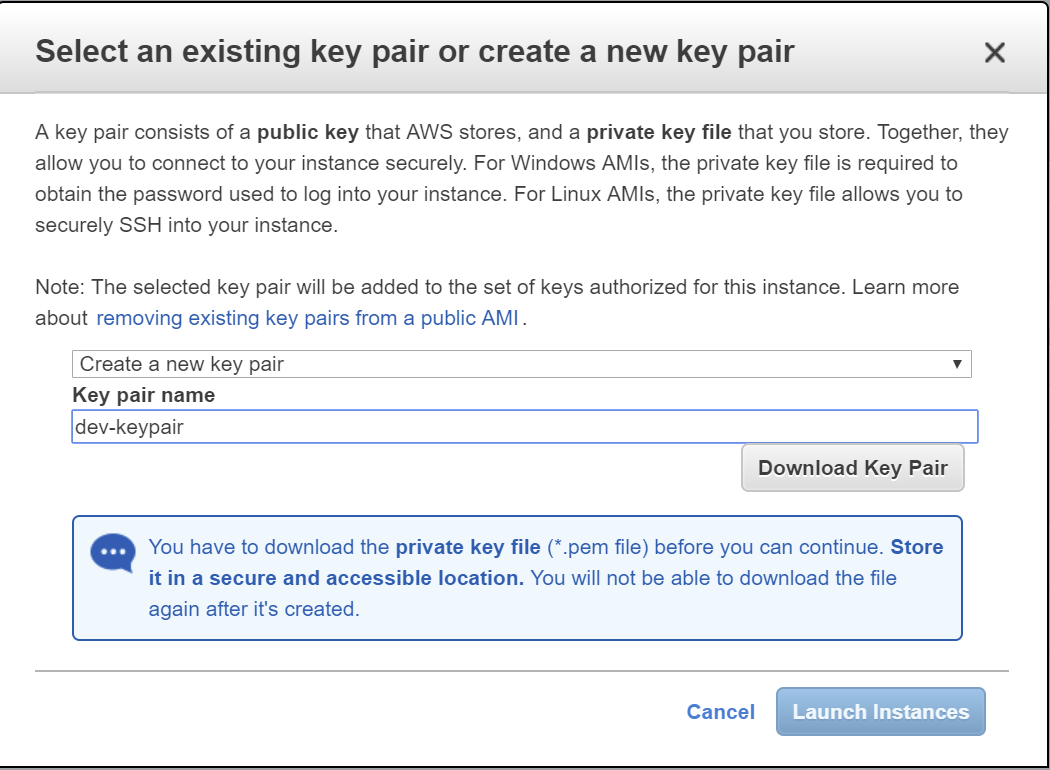 Select an existing key pair or create a new key pair
A key pair consists of a public key that AWS stores, and a private key file that you store. Together, they
allow you to connect to your instance securely. For Windows AMIs, the private key file is required to
obtain the password used to log into your instance. For Linux AMIs, the private key file allows you to
securely SSH into your instance.
Note: The selected key pair will be added to the set of keys authorized for this instance. Learn more
about removing existing key pairs from a public AMI.
Create a new key pair
Key pair name
dev-keypair
Download Key Pair
You have to download the private key file (*.pem file) before you can continue. Store
it in a secure and accessible location. You will not be able to download the file
again after it's created.
Cancel
Launch Instances